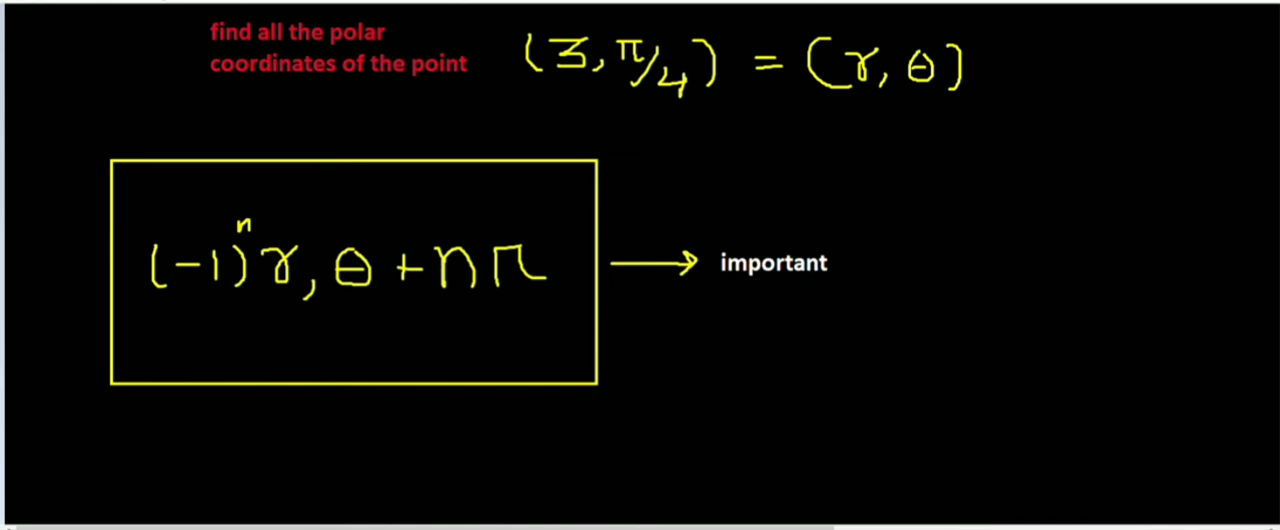 find all the polar
coordinates of the point (3, π/4) = (r, θ)
(-1)ⁿr, θ + nπ → important